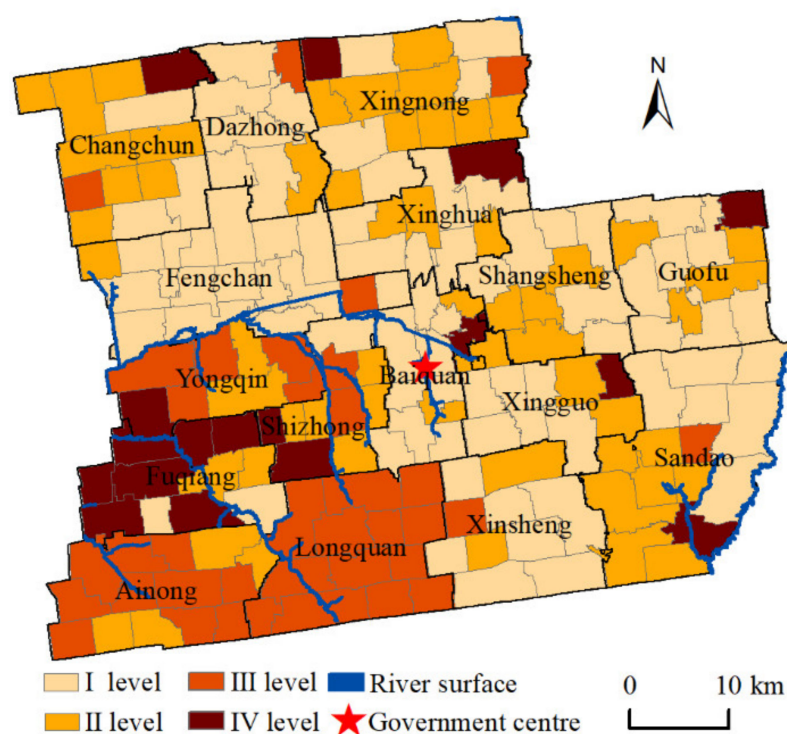 N
Xingnong
Dazhong
Changchun
Xinghua
Shangsheng
Guofu
Fengchan
Yongqin
Baiquan
Xingguo
Shizhong
Sandao
Fuqiang
Xinsheng
Longquan
Ainong
I level III level River surface 0 10 km
II level IV level Government centre